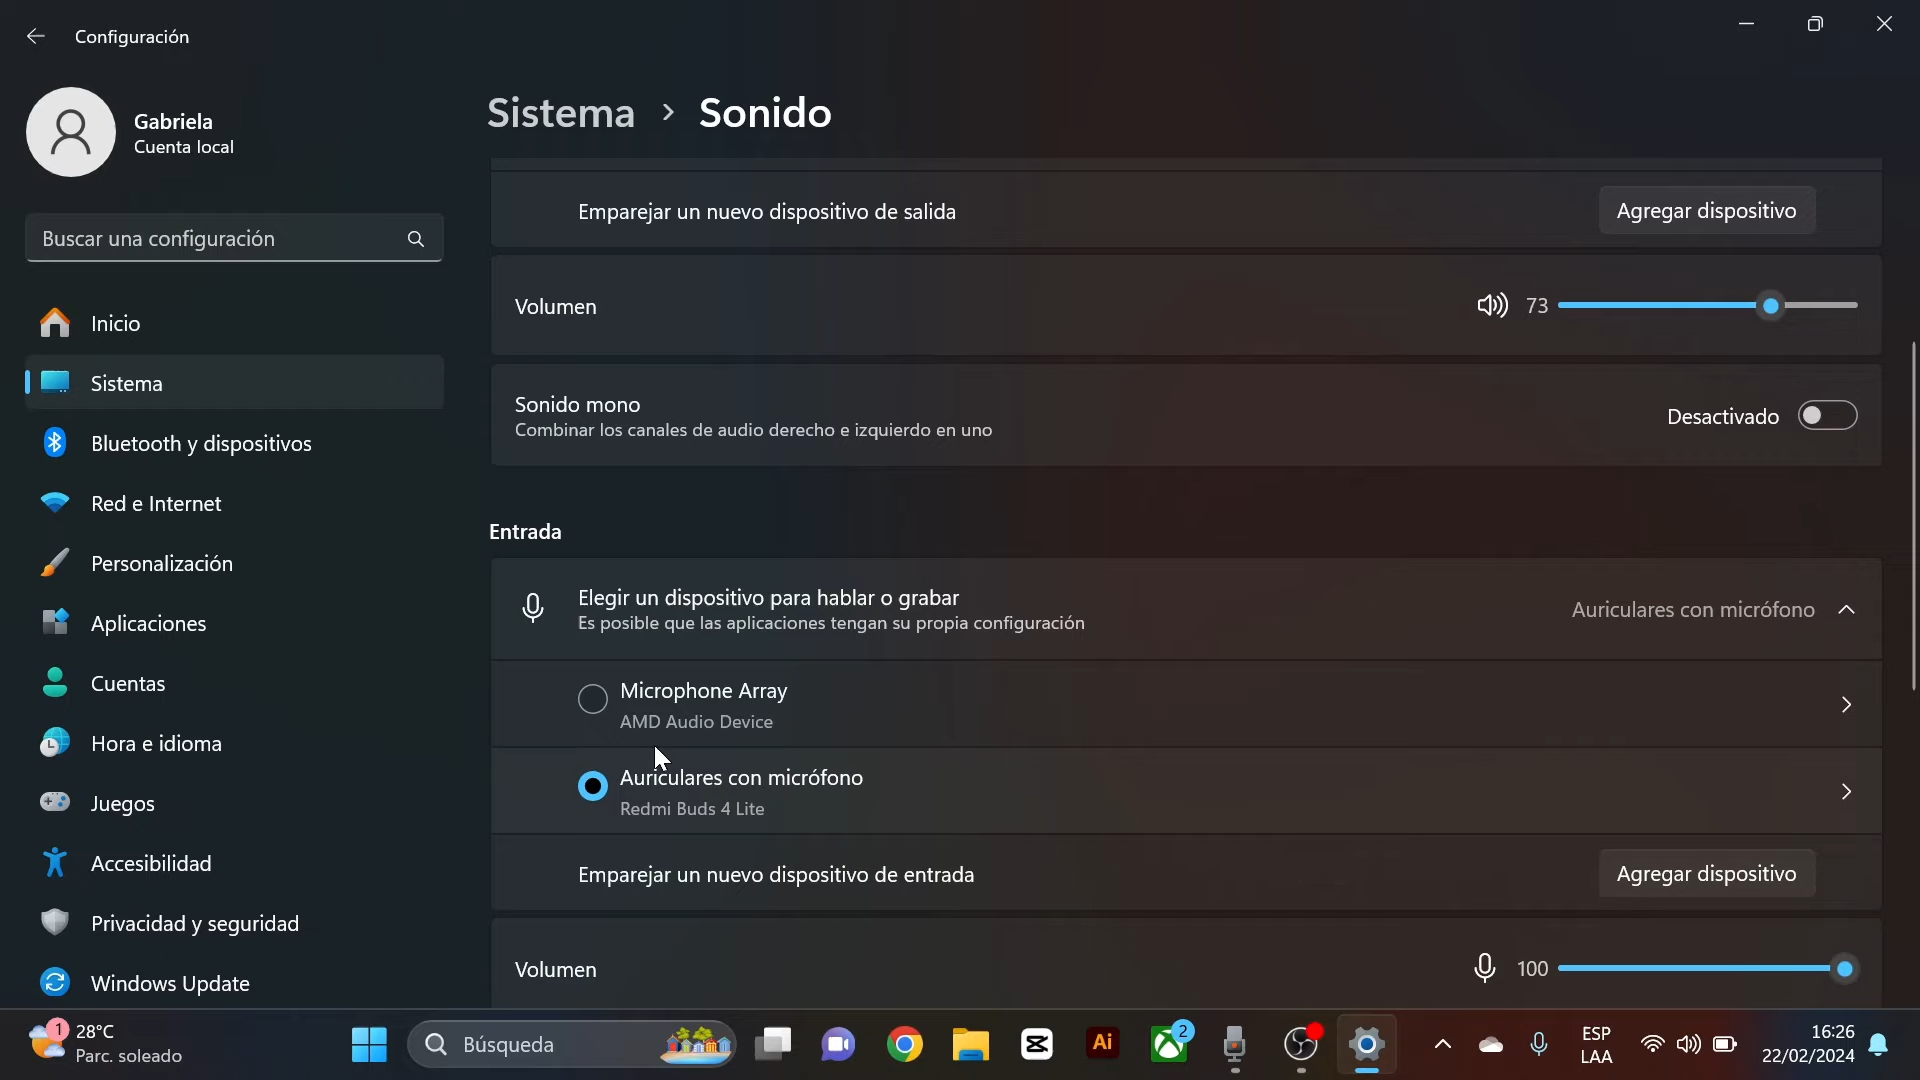 Configuración
Gabriela
Cuenta local
Buscar una configuración
Inicio
Sistema
Bluetooth y dispositivos
Red e Internet
Personalización
Aplicaciones
Cuentas
Hora e idioma
Juegos
Accesibilidad
Privacidad y seguridad
Windows Update
Sistema > Sonido
Emparejar un nuevo dispositivo de salida
Agregar dispositivo
Volumen
73
Sonido mono
Combinar los canales de audio derecho e izquierdo en uno
Desactivado
Entrada
Elegir un dispositivo para hablar o grabar
Es posible que las aplicaciones tengan su propia configuración
Auriculares con micrófono
Microphone Array
AMD Audio Device
Auriculares con micrófono
Redmi Buds 4 Lite
Emparejar un nuevo dispositivo de entrada
Agregar dispositivo
Volumen
100
1
28°C
Parc. soleado
Búsqueda
Ai
2
ESP
LAA
16:26
22/02/2024